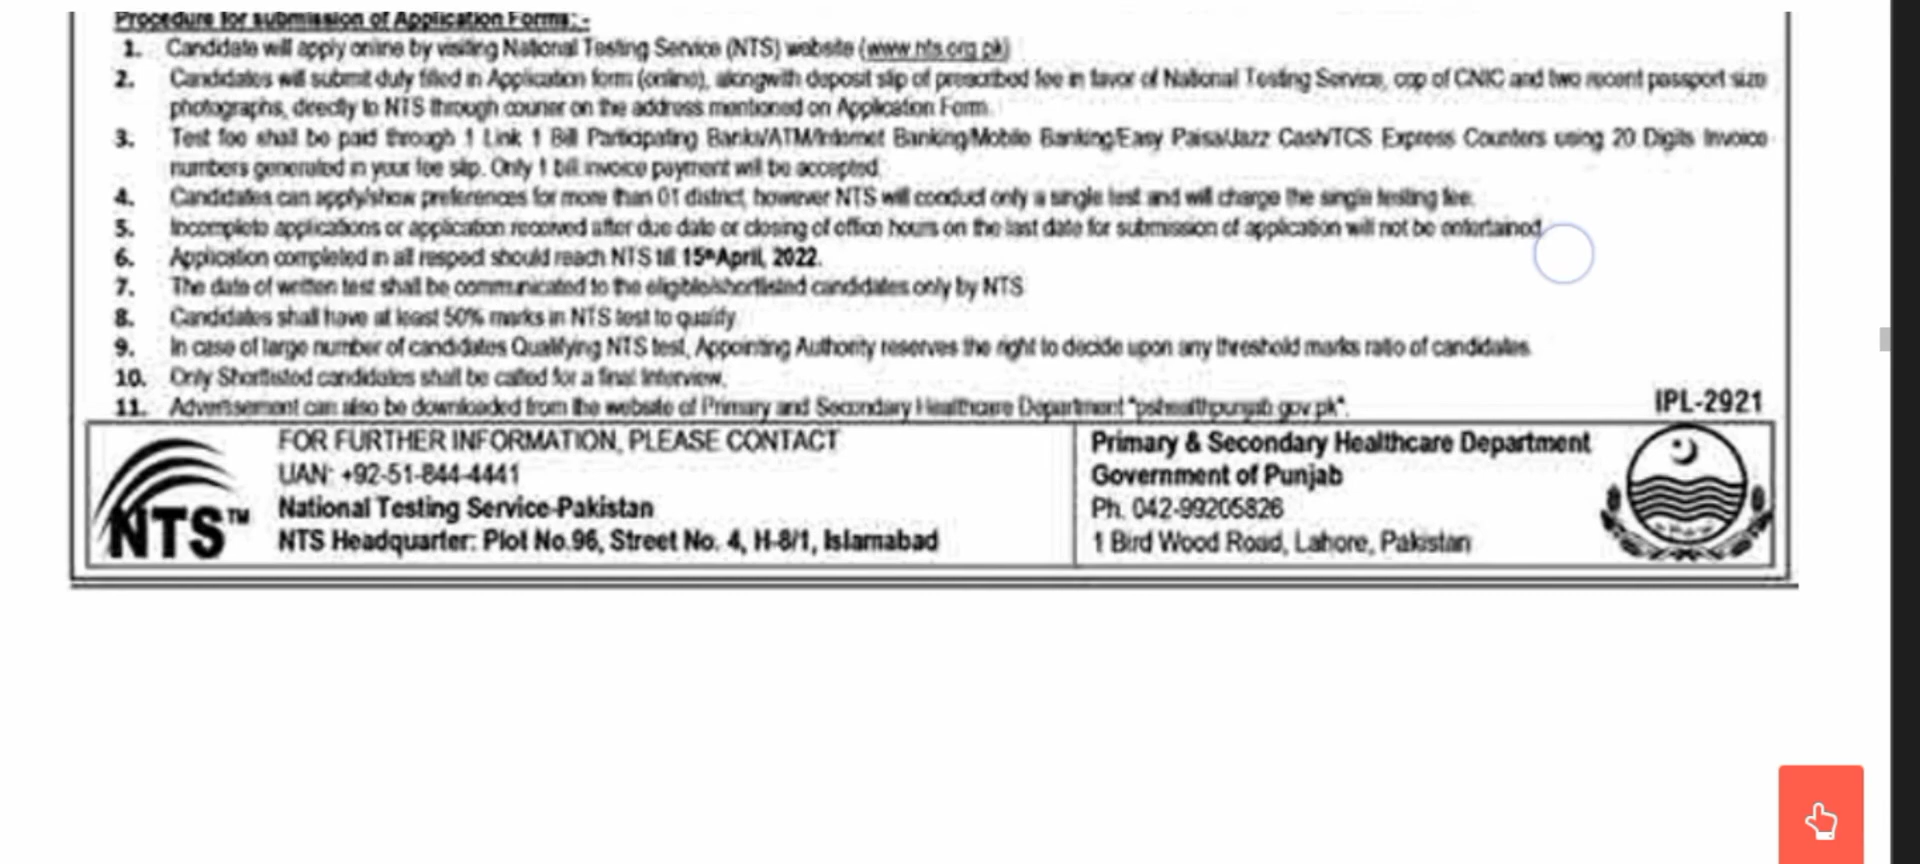 Procedure for submission of Application Forms: -
1. Candidate will apply online by visiting National Testing Service (NTS) website (www.nts.org.pk)
2. Candidates will submit duly filled in Application form (online), alongwith deposit slip of prescribed fee in favor of National Testing Service, cop of CNIC and two recent passport size
photographs, directly to NTS through courier on the address mentioned on Application Form.
3. Test fee shall be paid through 1 Link 1 Bill Participating Banks/ATM/Internet Banking/Mobile Banking/Easy Paisa/Jazz Cash/TCS Express Counters using 20 Digits Invoice
numbers generated in your fee slip. Only 1 bill invoice payment will be accepted.
4. Candidates can apply/show preferences for more than 01 district, however NTS will conduct only a single test and will charge the single testing fee.
5. Incomplete applications or application received after due date or closing of office hours on the last date for submission of application will not be entertained.
6. Application completed in all respect should reach NTS till 15th April, 2022.
7. The date of written test shall be communicated to the eligible/shortlisted candidates only by NTS
8. Candidates shall have at least 50% marks in NTS test to qualify.
9. In case of large number of candidates Qualifying NTS test, Appointing Authority reserves the right to decide upon any threshold marks ratio of candidates.
10. Only Shortlisted candidates shall be called for a final Interview.
11. Advertisement can also be downloaded from the website of Primary and Secondary Healthcare Department "pshealthpunjab.gov.pk".
IPL-2921
NTS™
FOR FURTHER INFORMATION, PLEASE CONTACT
UAN: +92-51-844-4441
National Testing Service-Pakistan
NTS Headquarter: Plot No.96, Street No. 4, H-8/1, Islamabad
Primary & Secondary Healthcare Department
Government of Punjab
Ph. 042-99205826
1 Bird Wood Road, Lahore, Pakistan